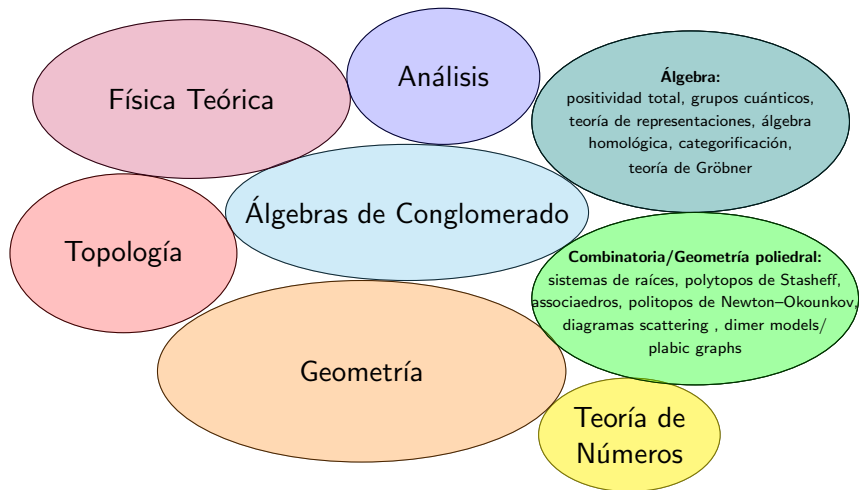 Física Teórica
Análisis
Álgebra:
positividad total, grupos cuánticos,
teoría de representaciones, álgebra
homológica, categorificación,
teoría de Gröbner
Álgebras de Conglomerado
Topología
Combinatoria/Geometría poliedral:
sistemas de raíces, polytopos de Stasheff,
associaedros, politopos de Newton–Okounkov,
diagramas scattering , dimer models/
plabic graphs
Geometría
Teoría de
Números